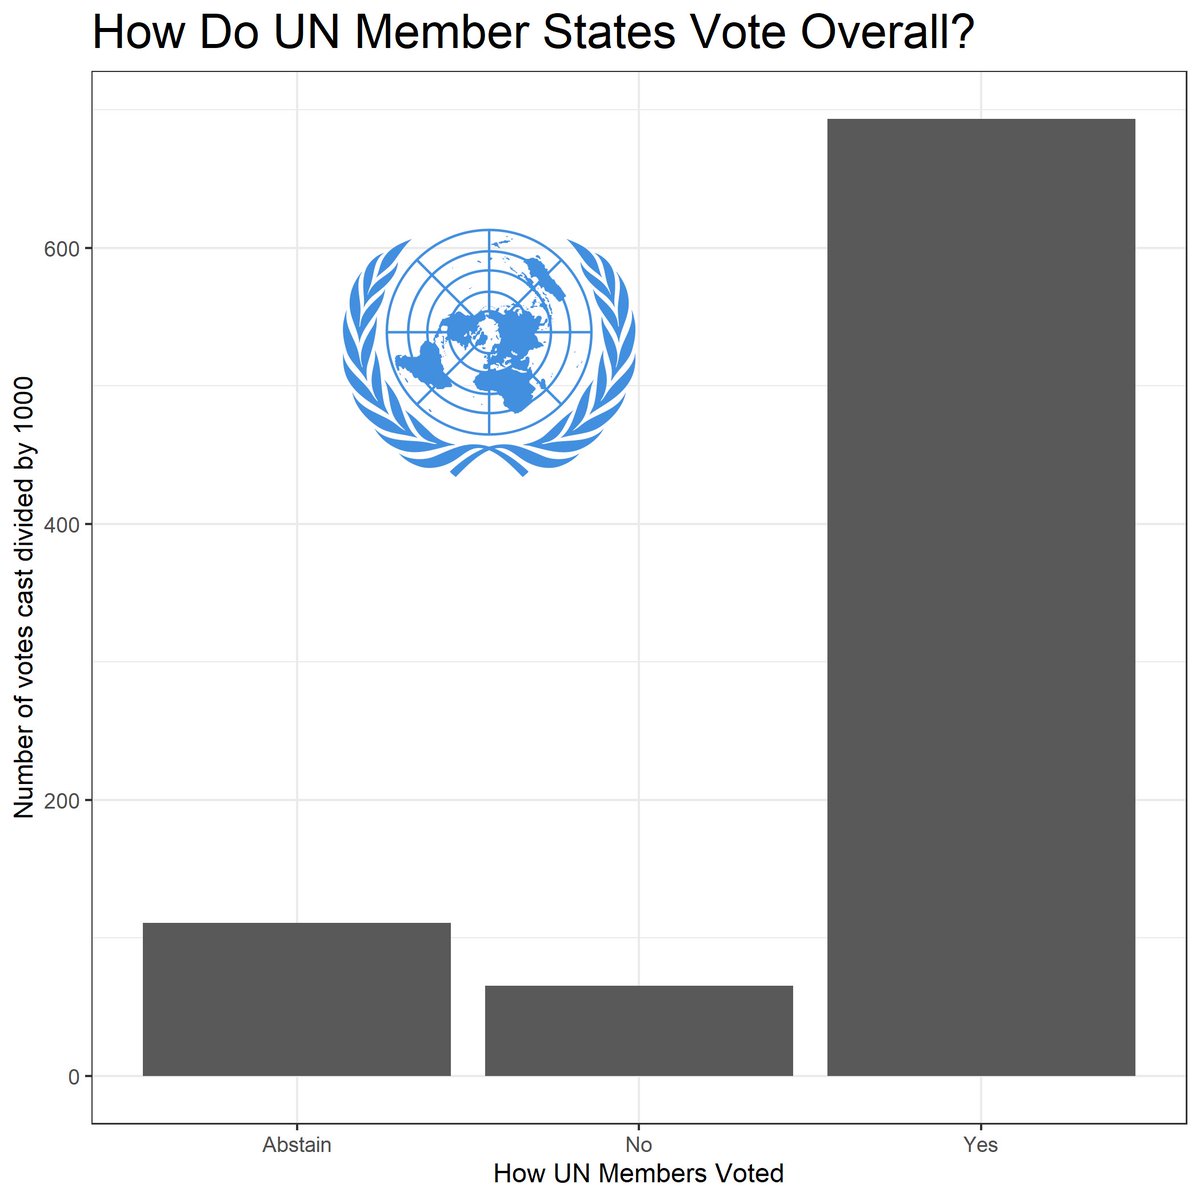 How Do UN Member States Vote Overall?
Number of votes cast divided by 1000
600
400
200
0
Abstain No Yes
How UN Members Voted